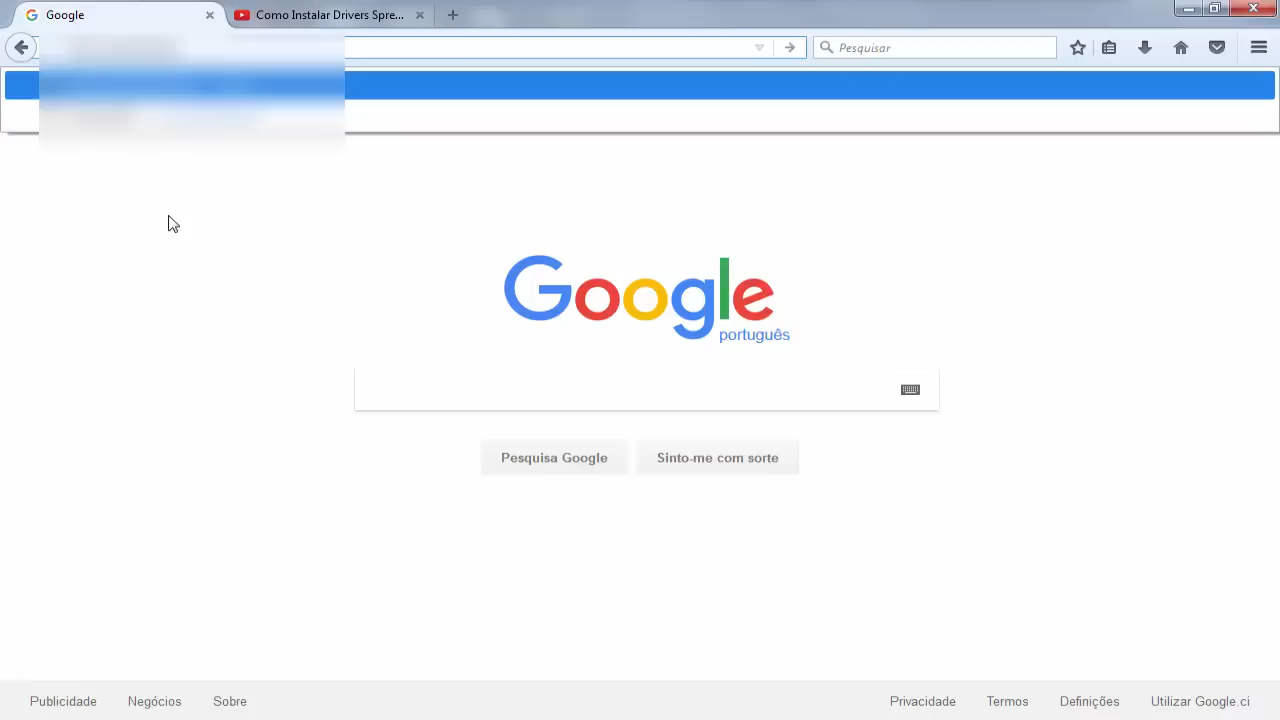 Google
Como Instalar Drivers Spre...
Pesquisar
Google
português
Pesquisa Google
Sinto-me com sorte
Publicidade
Negócios
Sobre
Privacidade
Termos
Definições
Utilizar Google.ci